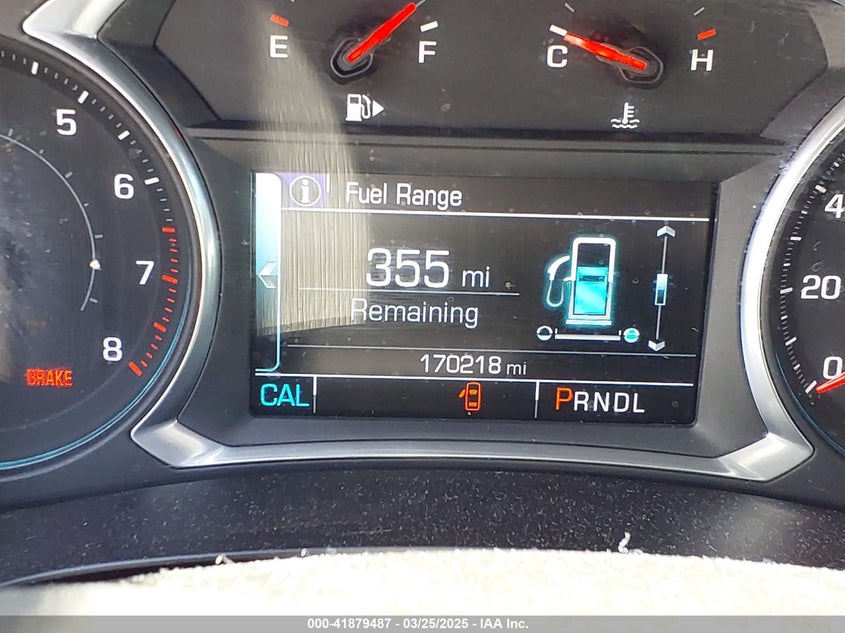 E F C H
5
6
7
8
BRAKE
Fuel Range
355 mi
Remaining
170218 mi
CAL
PRNDL
4
20
0
000-41879487 - 03/25/2025 - IAA Inc.